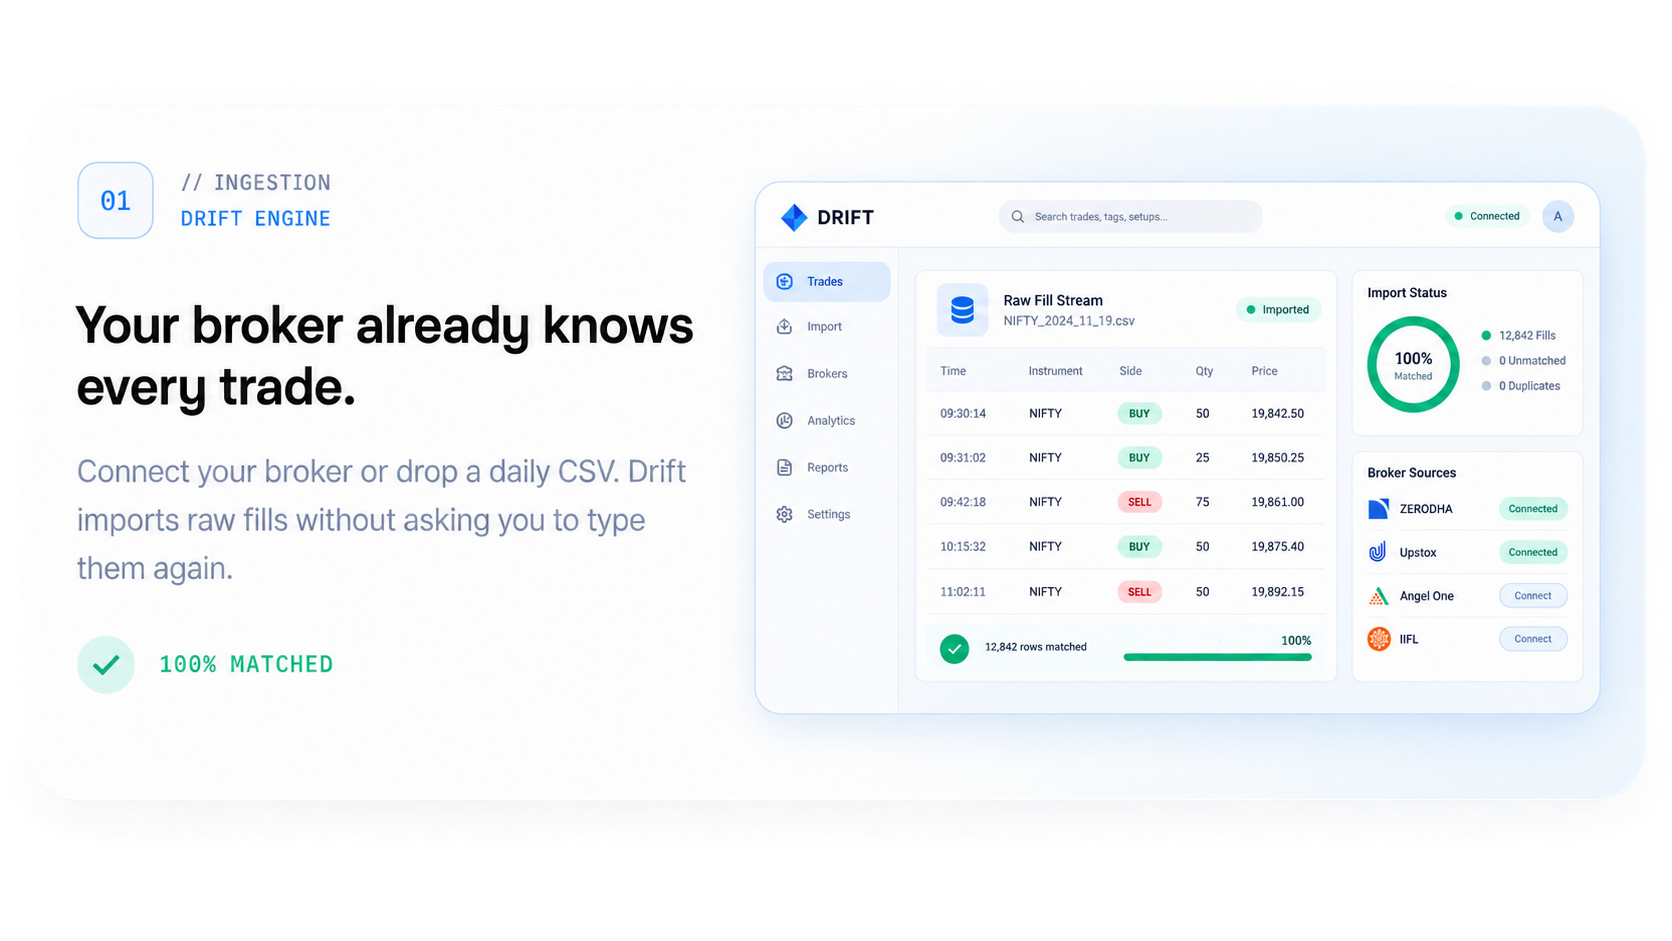 01
// INGESTION
DRIFT ENGINE
Your broker already knows
every trade.
Connect your broker or drop a daily CSV. Drift
imports raw fills without asking you to type
them again.
100% MATCHED
DRIFT
Search trades, tags, setups...
Connected
A
Trades
Import
Brokers
Analytics
Reports
Settings
Raw Fill Stream
NIFTY_2024_11_19.csv
Imported
Time Instrument Side Qty Price
09:30:14 NIFTY BUY 50 19,842.50
09:31:02 NIFTY BUY 25 19,850.25
09:42:18 NIFTY SELL 75 19,861.00
10:15:32 NIFTY BUY 50 19,875.40
11:02:11 NIFTY SELL 50 19,892.15
12,842 rows matched
100%
Import Status
100%
Matched
12,842 Fills
0 Unmatched
0 Duplicates
Broker Sources
ZERODHA Connected
Upstox Connected
Angel One Connect
IIFL Connect